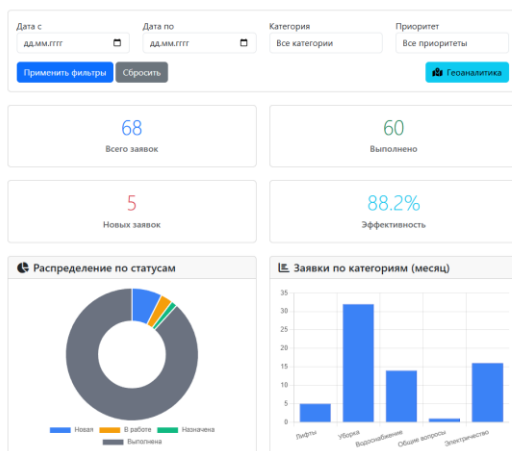 Дата с
Дата по
Категория
Приоритет
дд.мм.гггг
дд.мм.гггг
Все категории
Все приоритеты
Применить фильтры
Сбросить
Геоаналитика
68
Всего заявок
60
Выполнено
5
Новых заявок
88.2%
Эффективность
Распределение по статусам
Новая
В работе
Назначена
Выполнена
Заявки по категориям (месяц)
35
30
25
20
15
10
5
0
Лифты
Уборка
Водоснабжение
Общие вопросы
Электричество